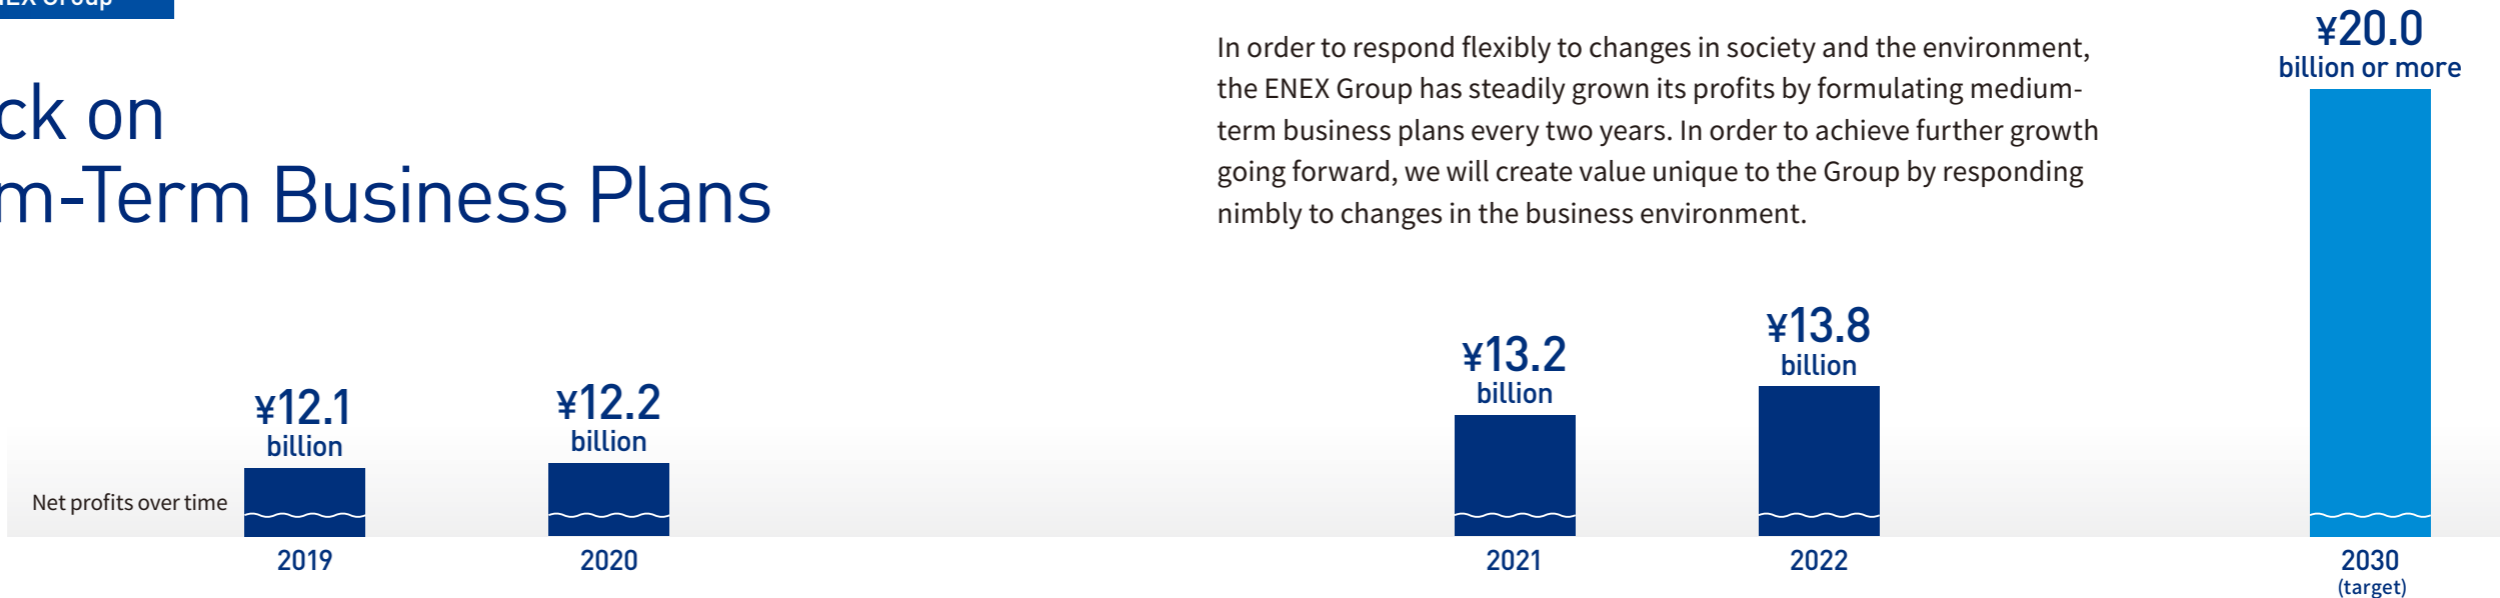 Group
ck on
m-Term Business Plans
In order to respond flexibly to changes in society and the environment,
the ENEX Group has steadily grown its profits by formulating medium-
term business plans every two years. In order to achieve further growth
going forward, we will create value unique to the Group by responding
nimbly to changes in the business environment.
¥20.0
billion or more
¥13.8
billion
¥13.2
billion
¥12.2
billion
¥12.1
billion
Net profits over time
2019
2020
2021
2022
2030
(target)